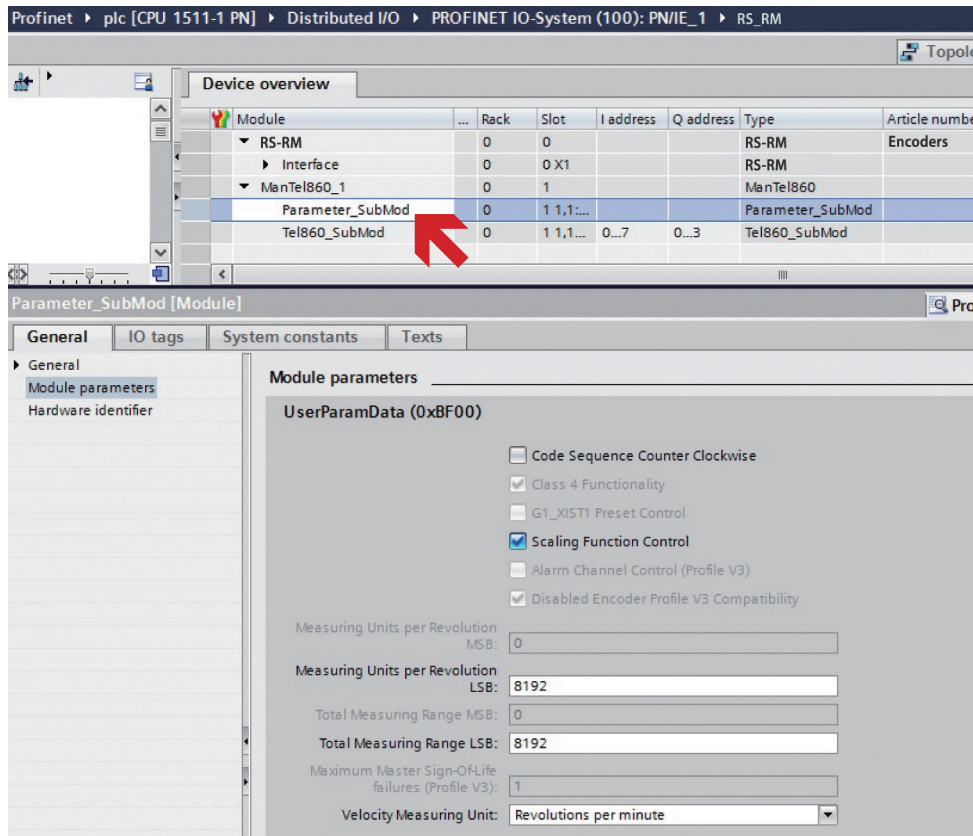 Profinet ▸ plc [CPU 1511-1 PN] ▸ Distributed I/O ▸ PROFINET IO-System (100): PN/IE_1 ▸ RS_RM
Device overview
Module ... Rack Slot I address Q address Type
RS-RM 0 0 RS-RM Encoders
Interface 0 0 X1 RS-RM
ManTel860_1 0 1 ManTel860
Parameter_SubMod 0 1 1,1:... Parameter_SubMod
Tel860_SubMod 0 1 1,1... 0...7 0...3 Tel860_SubMod
Parameter_SubMod [Module]
General IO tags System constants Texts
General
Module parameters
Hardware identifier
Module parameters
UserParamData (0xBF00)
Code Sequence Counter Clockwise
Class 4 Functionality
G1_XIST1 Preset Control
Scaling Function Control
Alarm Channel Control (Profile V3)
Disabled Encoder Profile V3 Compatibility
Measuring Units per Revolution
MSB: 0
Measuring Units per Revolution
LSB: 8192
Total Measuring Range MSB: 0
Total Measuring Range LSB: 8192
Maximum Master Sign-Of-Life
failures (Profile V3): 1
Velocity Measuring Unit: Revolutions per minute